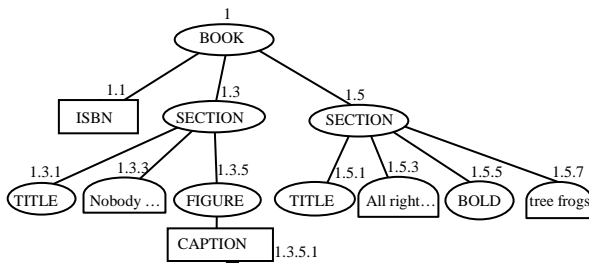 1
BOOK
1.1 1.3 1.5
ISBN SECTION SECTION
1.3.1 1.3.3 1.3.5 1.5.1 1.5.3 1.5.5 1.5.7
TITLE Nobody … FIGURE TITLE All right… BOLD tree frogs
CAPTION 1.3.5.1